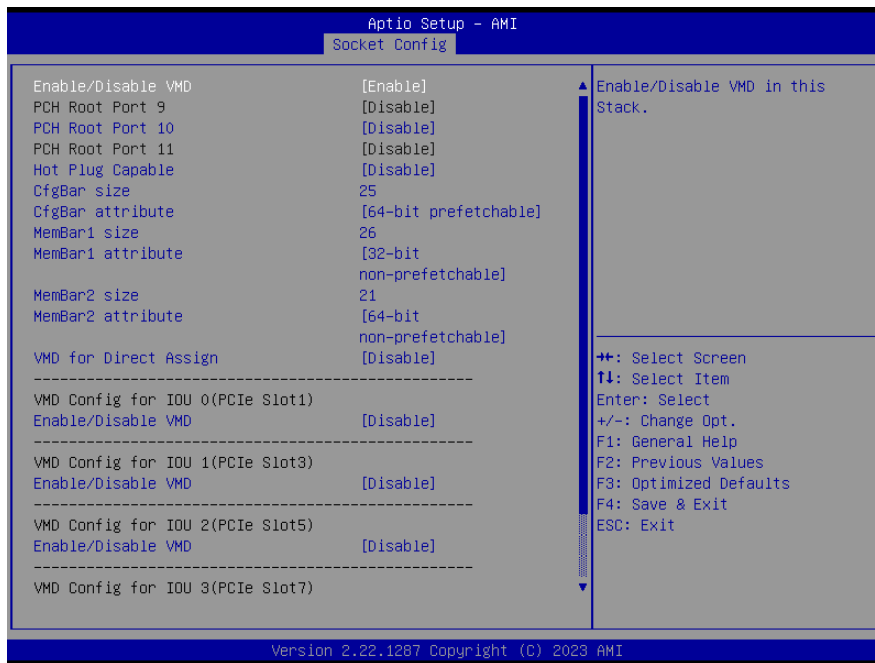 Aptio Setup – AMI
Socket Config
Enable/Disable VMD [Enable]
PCH Root Port 9 [Disable]
PCH Root Port 10 [Disable]
PCH Root Port 11 [Disable]
Hot Plug Capable [Disable]
CfgBar size 25
CfgBar attribute [64-bit prefetchable]
MemBar1 size 26
MemBar1 attribute [32-bit
non-prefetchable]
MemBar2 size 21
MemBar2 attribute [64-bit
non-prefetchable]
VMD for Direct Assign [Disable]
--------------------------------------------------
VMD Config for IOU 0(PCIe Slot1)
Enable/Disable VMD [Disable]
--------------------------------------------------
VMD Config for IOU 1(PCIe Slot3)
Enable/Disable VMD [Disable]
--------------------------------------------------
VMD Config for IOU 2(PCIe Slot5)
Enable/Disable VMD [Disable]
--------------------------------------------------
VMD Config for IOU 3(PCIe Slot7)
Enable/Disable VMD in this
Stack.
→←: Select Screen
↑↓: Select Item
Enter: Select
+/-: Change Opt.
F1: General Help
F2: Previous Values
F3: Optimized Defaults
F4: Save & Exit
ESC: Exit
Version 2.22.1287 Copyright (C) 2023 AMI